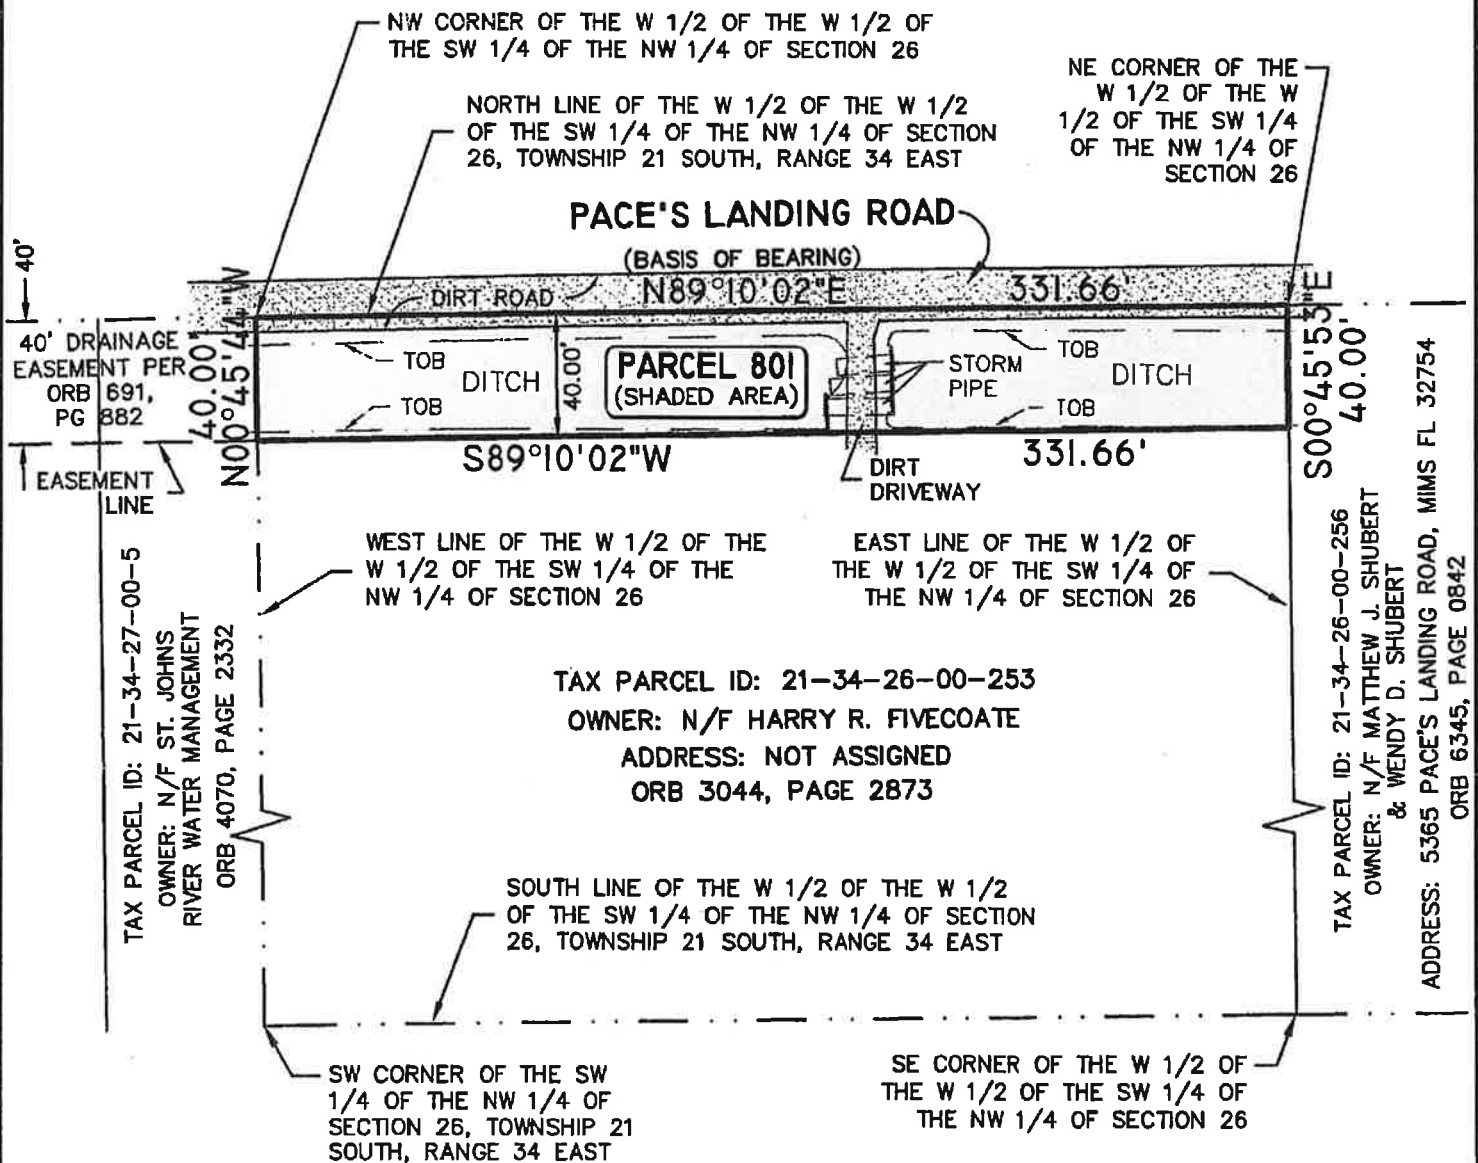 NW CORNER OF THE W 1/2 OF THE W 1/2 OF
THE SW 1/4 OF THE NW 1/4 OF SECTION 26
NE CORNER OF THE
W 1/2 OF THE W
1/2 OF THE SW 1/4
OF THE NW 1/4 OF
SECTION 26
NORTH LINE OF THE W 1/2 OF THE W 1/2
OF THE SW 1/4 OF THE NW 1/4 OF SECTION
26, TOWNSHIP 21 SOUTH, RANGE 34 EAST
PACE'S LANDING ROAD
(BASIS OF BEARING)
N89°10'02"E
331.66'
DIRT ROAD
40'
40' DRAINAGE
EASEMENT PER
ORB 691,
PG 882
EASEMENT
LINE
N00°45'44"W
40.00'
TOB
DITCH
TOB
40.00'
PARCEL 801
(SHADED AREA)
STORM
PIPE
TOB
DITCH
TOB
S00°45'53"E
40.00'
S89°10'02"W
331.66'
DIRT
DRIVEWAY
WEST LINE OF THE W 1/2 OF THE
W 1/2 OF THE SW 1/4 OF THE
NW 1/4 OF SECTION 26
EAST LINE OF THE W 1/2 OF
THE W 1/2 OF THE SW 1/4 OF
THE NW 1/4 OF SECTION 26
TAX PARCEL ID: 21-34-27-00-5
OWNER: N/F ST. JOHNS
RIVER WATER MANAGEMENT
ORB 4070, PAGE 2332
TAX PARCEL ID: 21-34-26-00-253
OWNER: N/F HARRY R. FIVECOATE
ADDRESS: NOT ASSIGNED
ORB 3044, PAGE 2873
TAX PARCEL ID: 21-34-26-00-256
OWNER: N/F MATTHEW J. SHUBERT
& WENDY D. SHUBERT
ADDRESS: 5365 PACE'S LANDING ROAD, MIMS FL 32754
ORB 6345, PAGE 0842
SOUTH LINE OF THE W 1/2 OF THE W 1/2
OF THE SW 1/4 OF THE NW 1/4 OF SECTION
26, TOWNSHIP 21 SOUTH, RANGE 34 EAST
SW CORNER OF THE SW
1/4 OF THE NW 1/4 OF
SECTION 26, TOWNSHIP 21
SOUTH, RANGE 34 EAST
SE CORNER OF THE W 1/2 OF
THE W 1/2 OF THE SW 1/4 OF
THE NW 1/4 OF SECTION 26